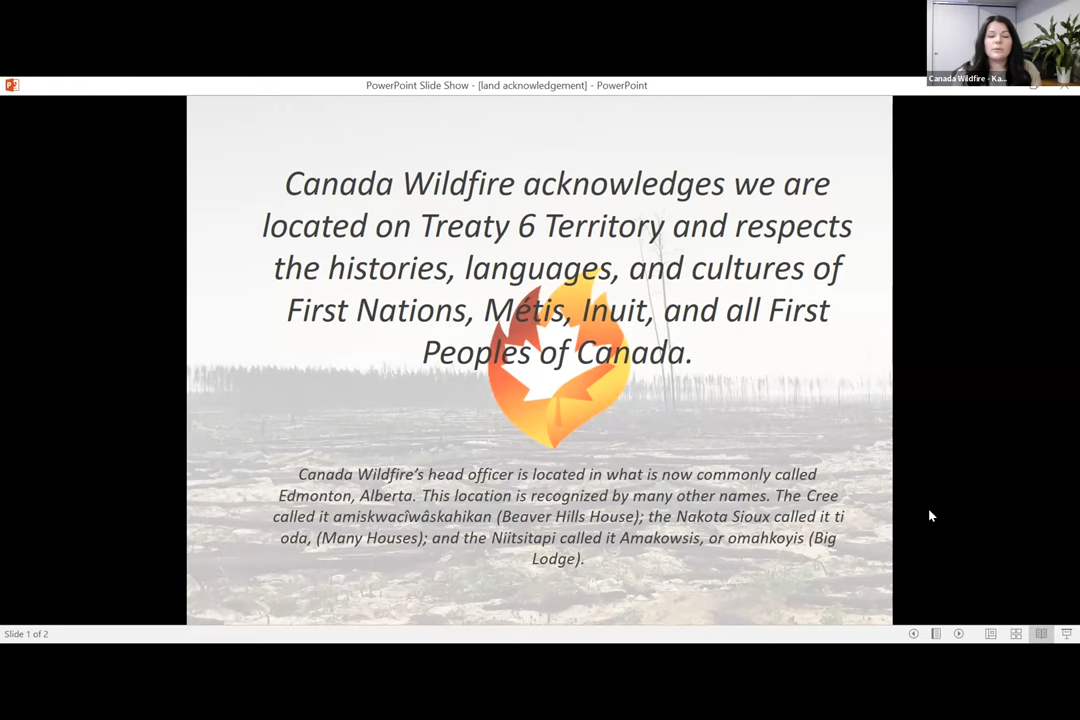 Canada Wildfire - Ka...
PowerPoint Slide Show - [land acknowledgement] - PowerPoint
Canada Wildfire acknowledges we are
located on Treaty 6 Territory and respects
the histories, languages, and cultures of
First Nations, Métis, Inuit, and all First
Peoples of Canada.
Canada Wildfire's head officer is located in what is now commonly called
Edmonton, Alberta. This location is recognized by many other names. The Cree
called it amiskwacîwâskahikan (Beaver Hills House); the Nakota Sioux called it ti
oda, (Many Houses); and the Niitsitapi called it Amakowsis, or omahkoyis (Big
Lodge).
Slide 1 of 2